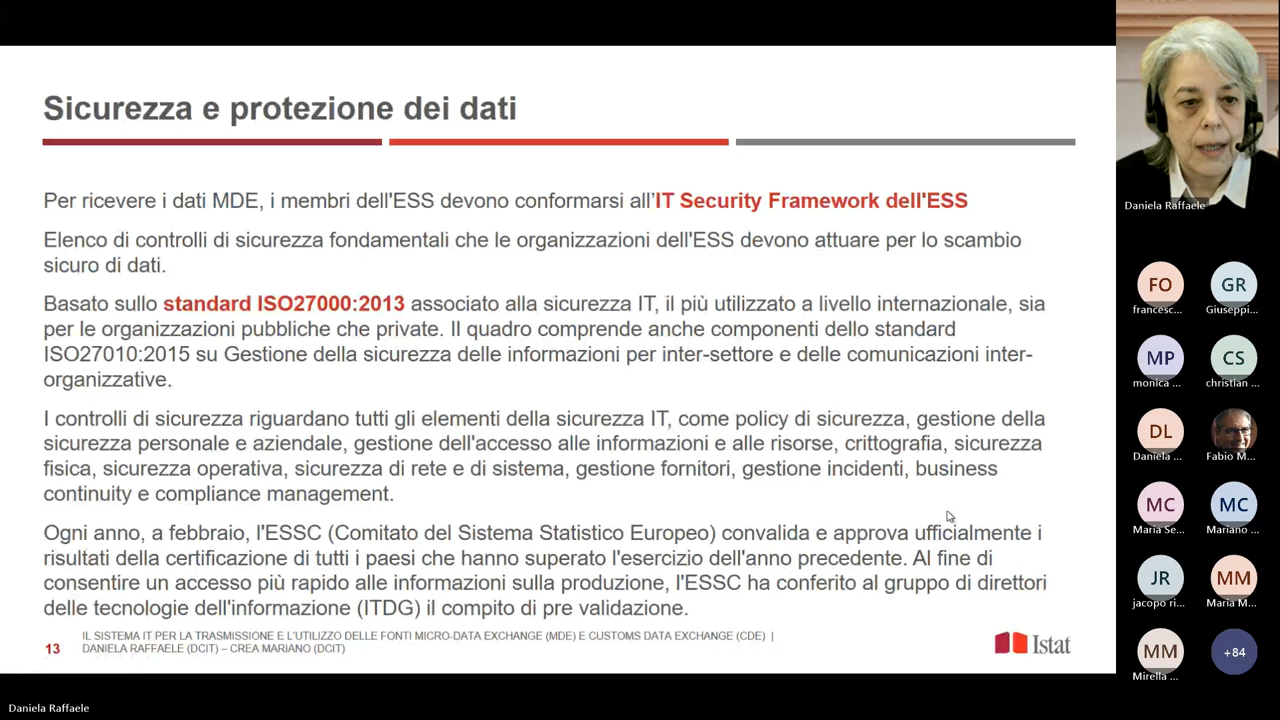 Sicurezza e protezione dei dati
Per ricevere i dati MDE, i membri dell'ESS devono conformarsi all'IT Security Framework dell'ESS
Elenco di controlli di sicurezza fondamentali che le organizzazioni dell'ESS devono attuare per lo scambio
sicuro di dati.
Basato sullo standard ISO27000:2013 associato alla sicurezza IT, il più utilizzato a livello internazionale, sia
per le organizzazioni pubbliche che private. Il quadro comprende anche componenti dello standard
ISO27010:2015 su Gestione della sicurezza delle informazioni per inter-settore e delle comunicazioni inter-
organizzative.
I controlli di sicurezza riguardano tutti gli elementi della sicurezza IT, come policy di sicurezza, gestione della
sicurezza personale e aziendale, gestione dell'accesso alle informazioni e alle risorse, crittografia, sicurezza
fisica, sicurezza operativa, sicurezza di rete e di sistema, gestione fornitori, gestione incidenti, business
continuity e compliance management.
Ogni anno, a febbraio, l'ESSC (Comitato del Sistema Statistico Europeo) convalida e approva ufficialmente i
risultati della certificazione di tutti i paesi che hanno superato l'esercizio dell'anno precedente. Al fine di
consentire un accesso più rapido alle informazioni sulla produzione, l'ESSC ha conferito al gruppo di direttori
delle tecnologie dell'informazione (ITDG) il compito di pre validazione.
13
IL SISTEMA IT PER LA TRASMISSIONE E L'UTILIZZO DELLE FONTI MICRO-DATA EXCHANGE (MDE) E CUSTOMS DATA EXCHANGE (CDE) |
DANIELA RAFFAELE (DCIT) – CREA MARIANO (DCIT)
Istat
Daniela Raffaele
FO GR
francesc... Giuseppi...
MP CS
monica ... christian ...
DL
Daniela ... Fabio M...
MC MC
Maria Se... Mariano ...
JR MM
jacopo ri... Maria M...
MM +84
Mirella ...
Daniela Raffaele